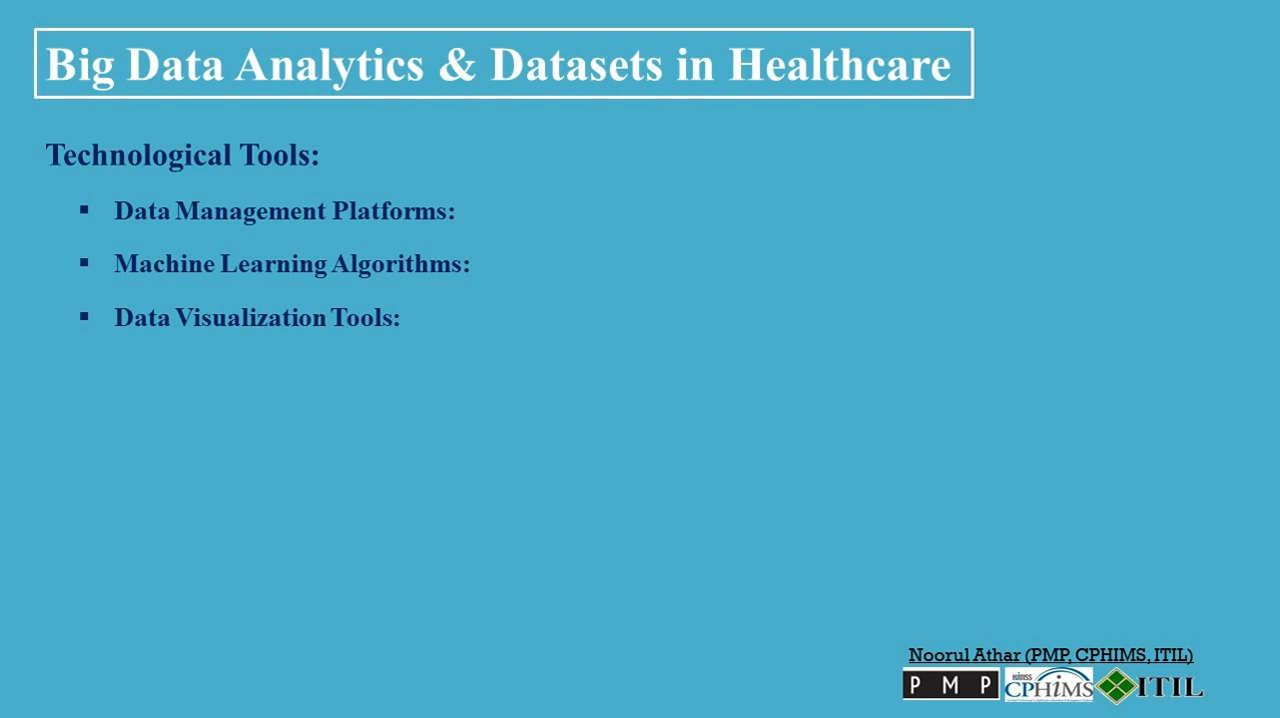 Big Data Analytics & Datasets in Healthcare
Technological Tools:
▪ Data Management Platforms:
▪ Machine Learning Algorithms:
▪ Data Visualization Tools:
Noorul Athar (PMP, CPHIMS, ITIL)
PMP
himss
CPHIMS
ITIL